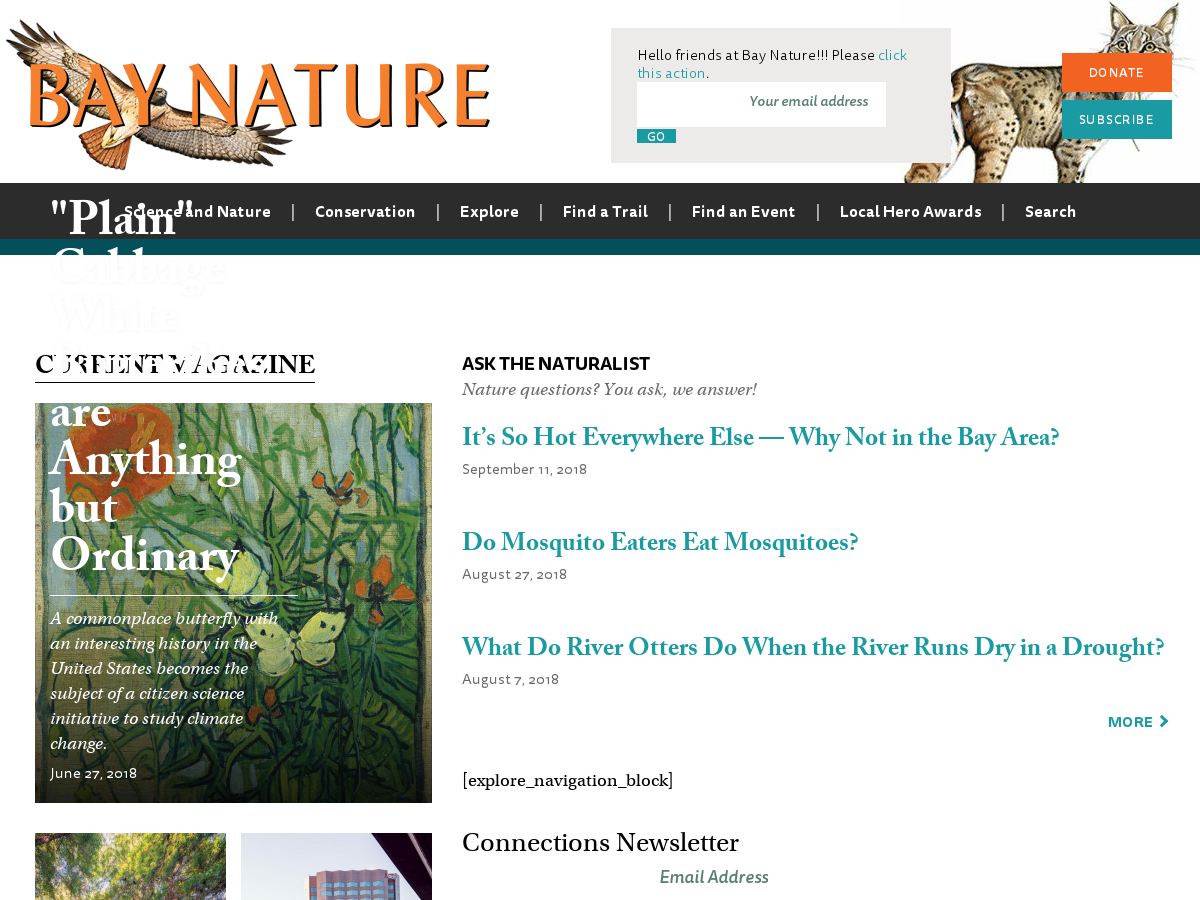 BAY NATURE
Hello friends at Bay Nature!!! Please click
this action.
Your email address
GO
DONATE
SUBSCRIBE
Science and Nature | Conservation | Explore | Find a Trail | Find an Event | Local Hero Awards | Search
"Plain"
Cabbage
White
are
Anything
but
Ordinary
A commonplace butterfly with
an interesting history in the
United States becomes the
subject of a citizen science
initiative to study climate
change.
June 27, 2018
CURRENT MAGAZINE
ASK THE NATURALIST
Nature questions? You ask, we answer!
It’s So Hot Everywhere Else — Why Not in the Bay Area?
September 11, 2018
Do Mosquito Eaters Eat Mosquitoes?
August 27, 2018
What Do River Otters Do When the River Runs Dry in a Drought?
August 7, 2018
MORE
[explore_navigation_block]
Connections Newsletter
Email Address